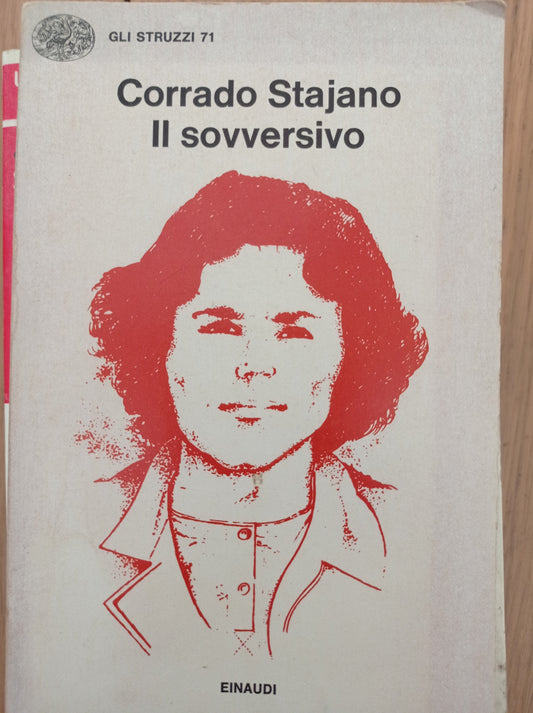 GLI STRUZZI 71
Corrado Stajano
Il sovversivo
EINAUDI